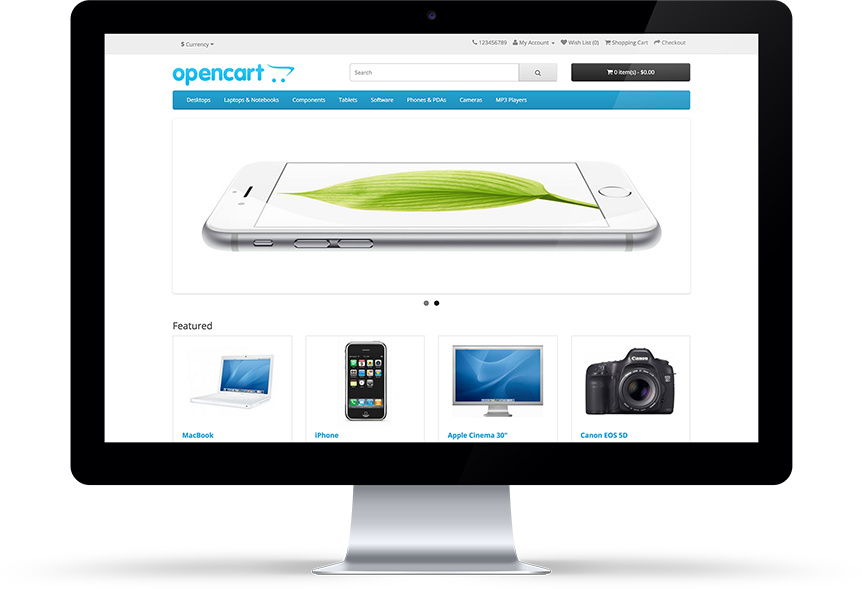 $ Currency 123456789 My Account Wish List (0) Shopping Cart Checkout
opencart Search 0 item(s) - $0.00
Desktops Laptops & Notebooks Components Tablets Software Phones & PDAs Cameras MP3 Players
Featured
Canon
MacBook iPhone Apple Cinema 30" Canon EOS 5D